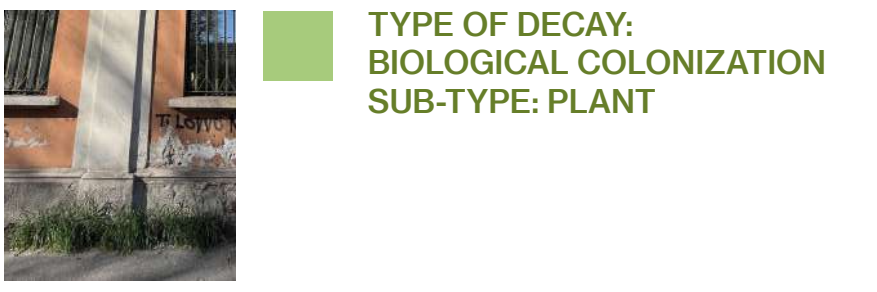 TYPE OF DECAY:
BIOLOGICAL COLONIZATION
SUB-TYPE: PLANT